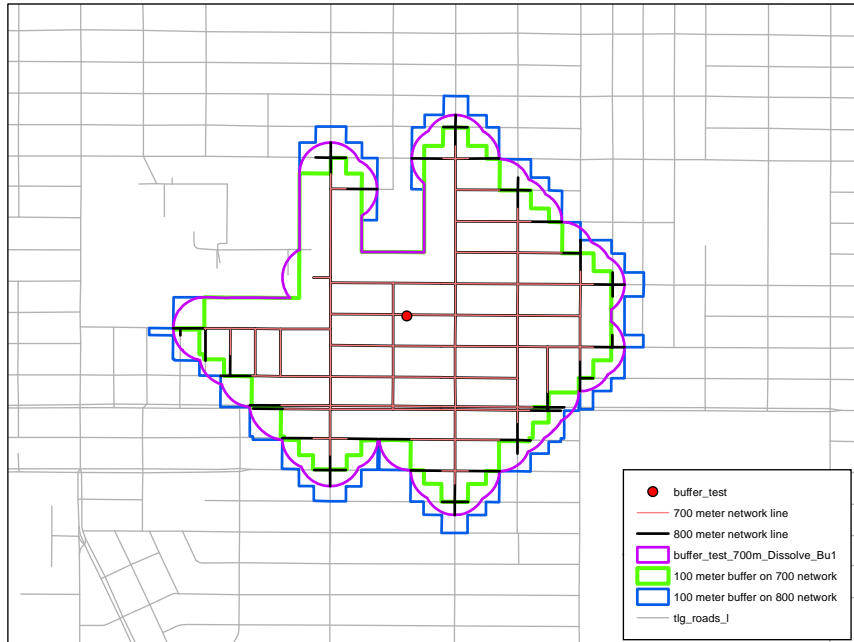 buffer_test
700 meter network line
800 meter network line
buffer_test_700m_Dissolve_Bu1
100 meter buffer on 700 network
100 meter buffer on 800 network
tlg_roads_l